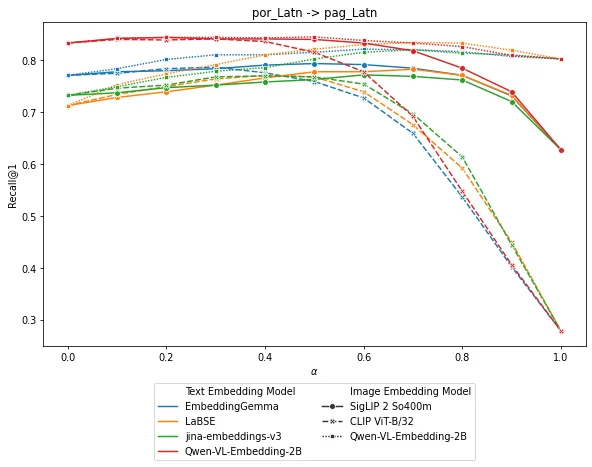 por_Latn -> pag_Latn
Recall@1
0.8
0.7
0.6
0.5
0.4
0.3
0.0 0.2 0.4 0.6 0.8 1.0
α
Text Embedding Model Image Embedding Model
EmbeddingGemma SigLIP 2 So400m
LaBSE CLIP ViT-B/32
jina-embeddings-v3 Qwen-VL-Embedding-2B
Qwen-VL-Embedding-2B